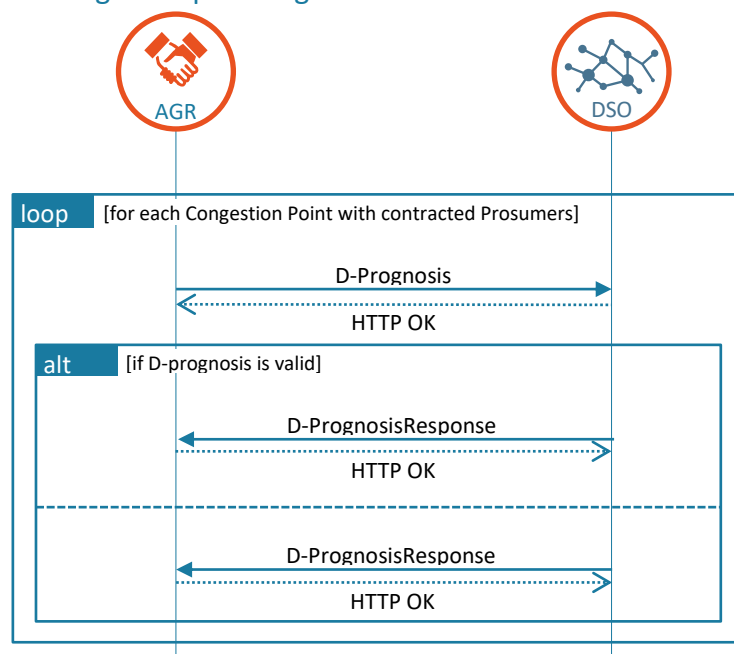 AGR
DSO
loop [for each Congestion Point with contracted Prosumers]
D-Prognosis
HTTP OK
alt [if D-prognosis is valid]
D-PrognosisResponse
HTTP OK
D-PrognosisResponse
HTTP OK